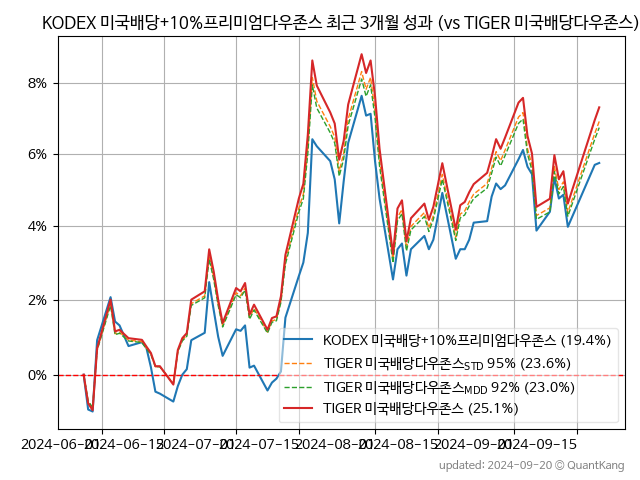 KODEX 미국배당+10%프리미엄다우존스 최근 3개월 성과 (vs TIGER 미국배당다우존스)
8%
6%
4%
2%
0%
KODEX 미국배당+10%프리미엄다우존스 (19.4%)
TIGER 미국배당다우존스STD 95% (23.6%)
TIGER 미국배당다우존스MDD 92% (23.0%)
TIGER 미국배당다우존스 (25.1%)
2024-06-01 2024-06-15 2024-07-01 2024-07-15 2024-08-01 2024-08-15 2024-09-01 2024-09-15
updated: 2024-09-20 © QuantKang